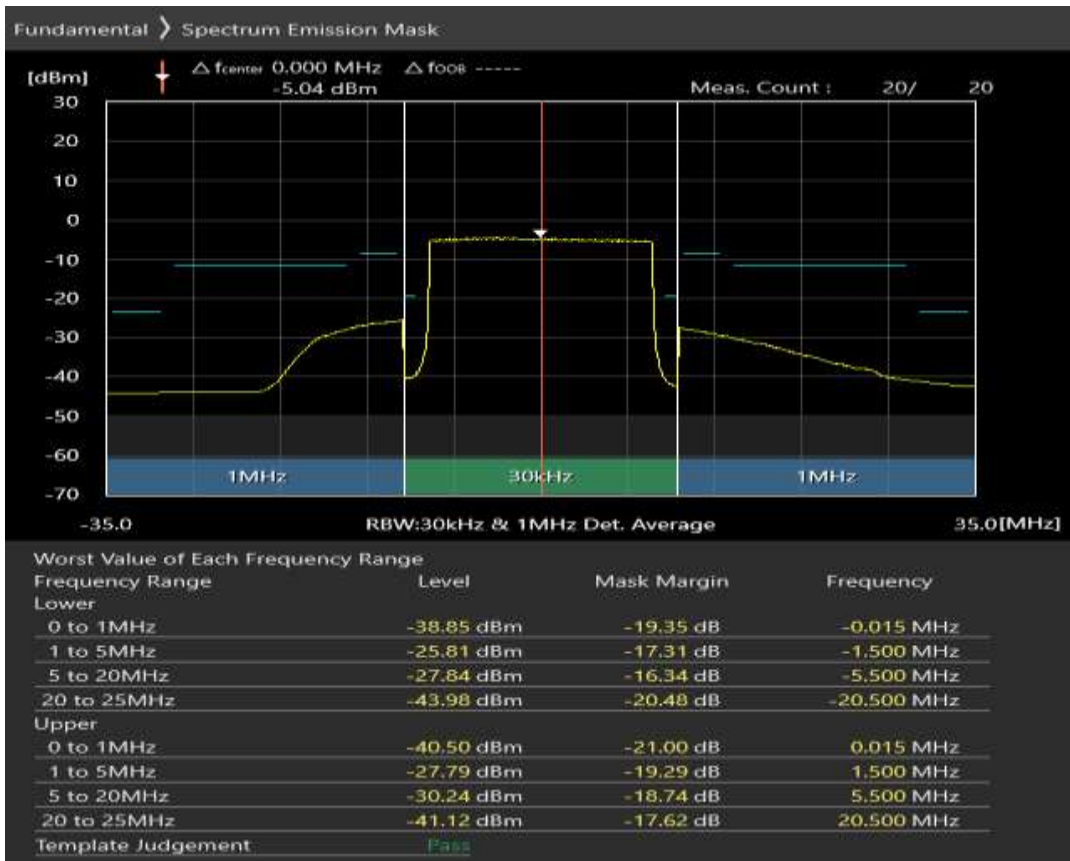 Fundamental 〉 Spectrum Emission Mask
△ fcenter 0.000 MHz △ fOOB -----
[dBm] -5.04 dBm Meas. Count : 20/ 20
30
20
10
0
-10
-20
-30
-40
-50
-60
1MHz 30kHz 1MHz
-70
-35.0 RBW:30kHz & 1MHz Det. Average 35.0[MHz]
Worst Value of Each Frequency Range
Frequency Range Level Mask Margin Frequency
Lower
0 to 1MHz -38.85 dBm -19.35 dB -0.015 MHz
1 to 5MHz -25.81 dBm -17.31 dB -1.500 MHz
5 to 20MHz -27.84 dBm -16.34 dB -5.500 MHz
20 to 25MHz -43.98 dBm -20.48 dB -20.500 MHz
Upper
0 to 1MHz -40.50 dBm -21.00 dB 0.015 MHz
1 to 5MHz -27.79 dBm -19.29 dB 1.500 MHz
5 to 20MHz -30.24 dBm -18.74 dB 5.500 MHz
20 to 25MHz -41.12 dBm -17.62 dB 20.500 MHz
Template Judgement Pass